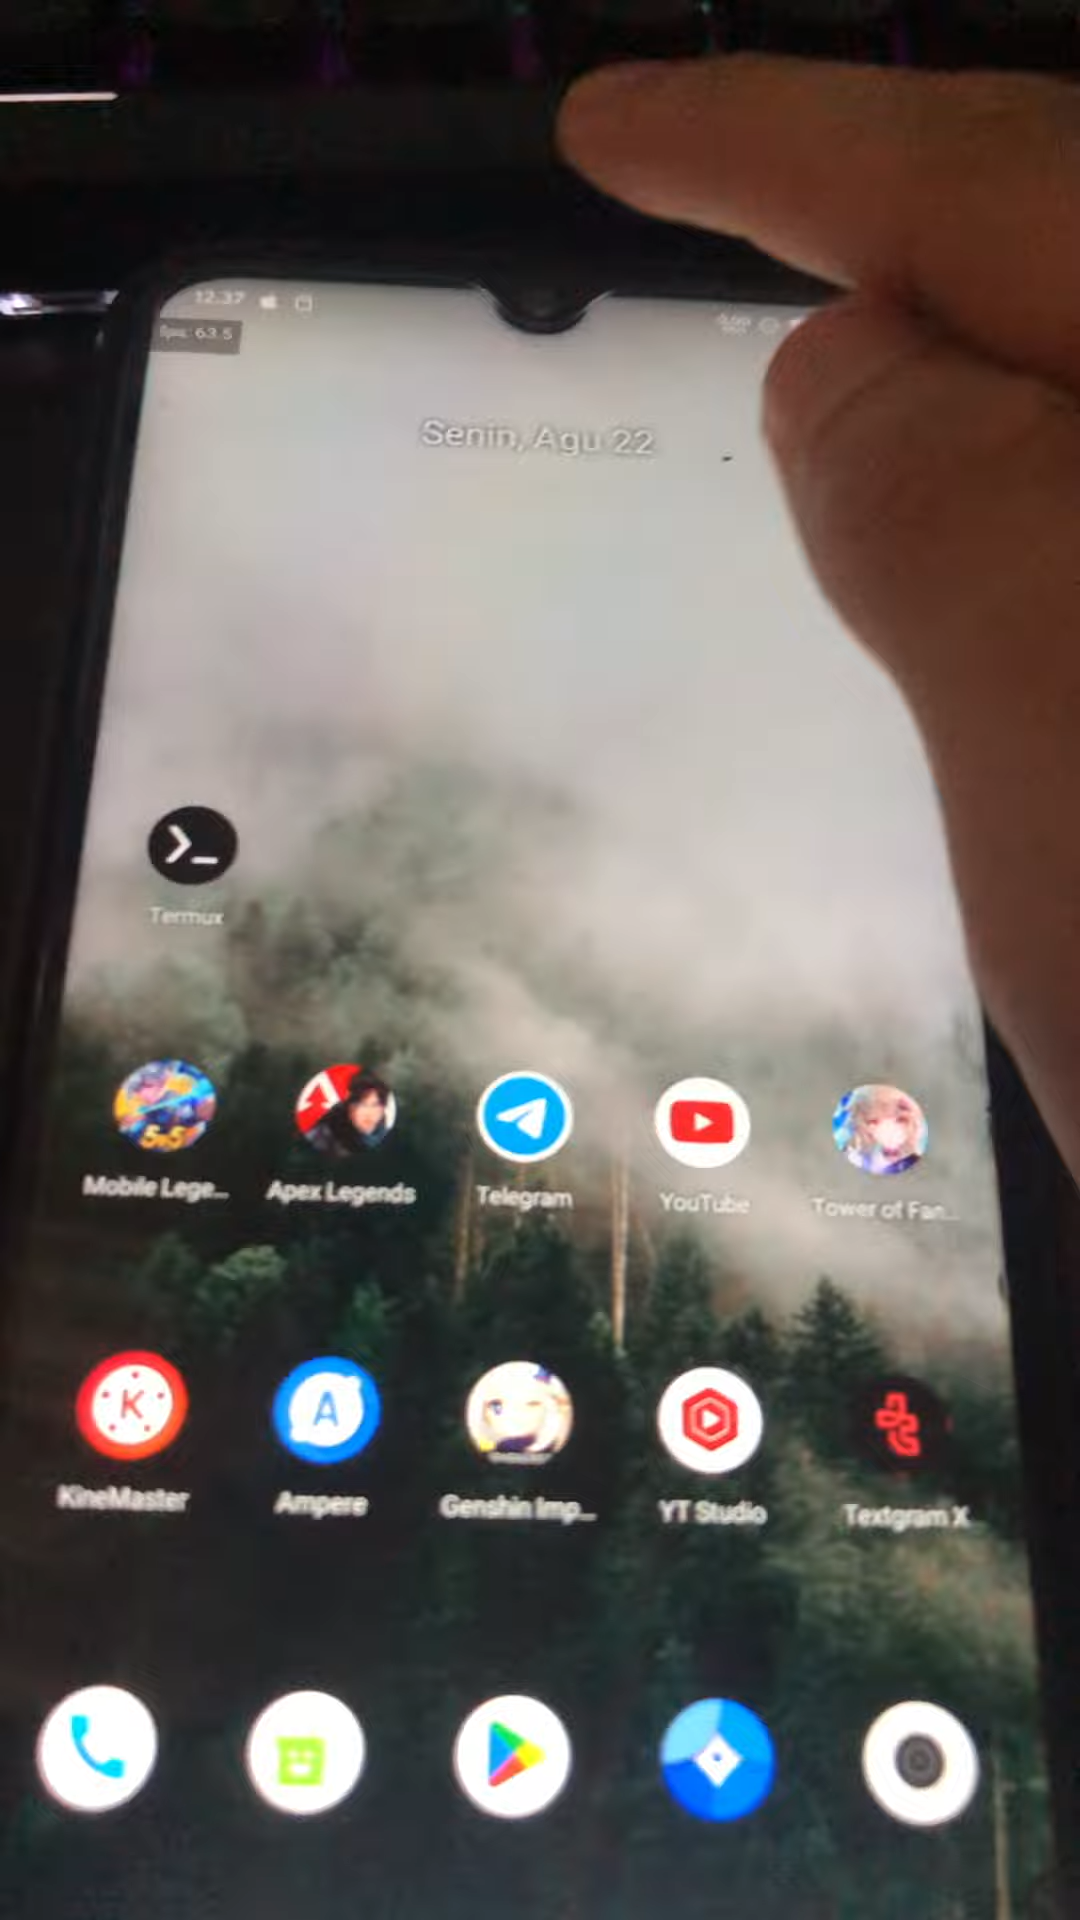 12.37
fps: 63.5
Senin, Agu 22
Termux
5v5
Mobile Lege...
Apex Legends
Telegram
YouTube
Tower of Fan...
K
A
KineMaster
Ampere
Genshin Imp...
YT Studio
Textgram X